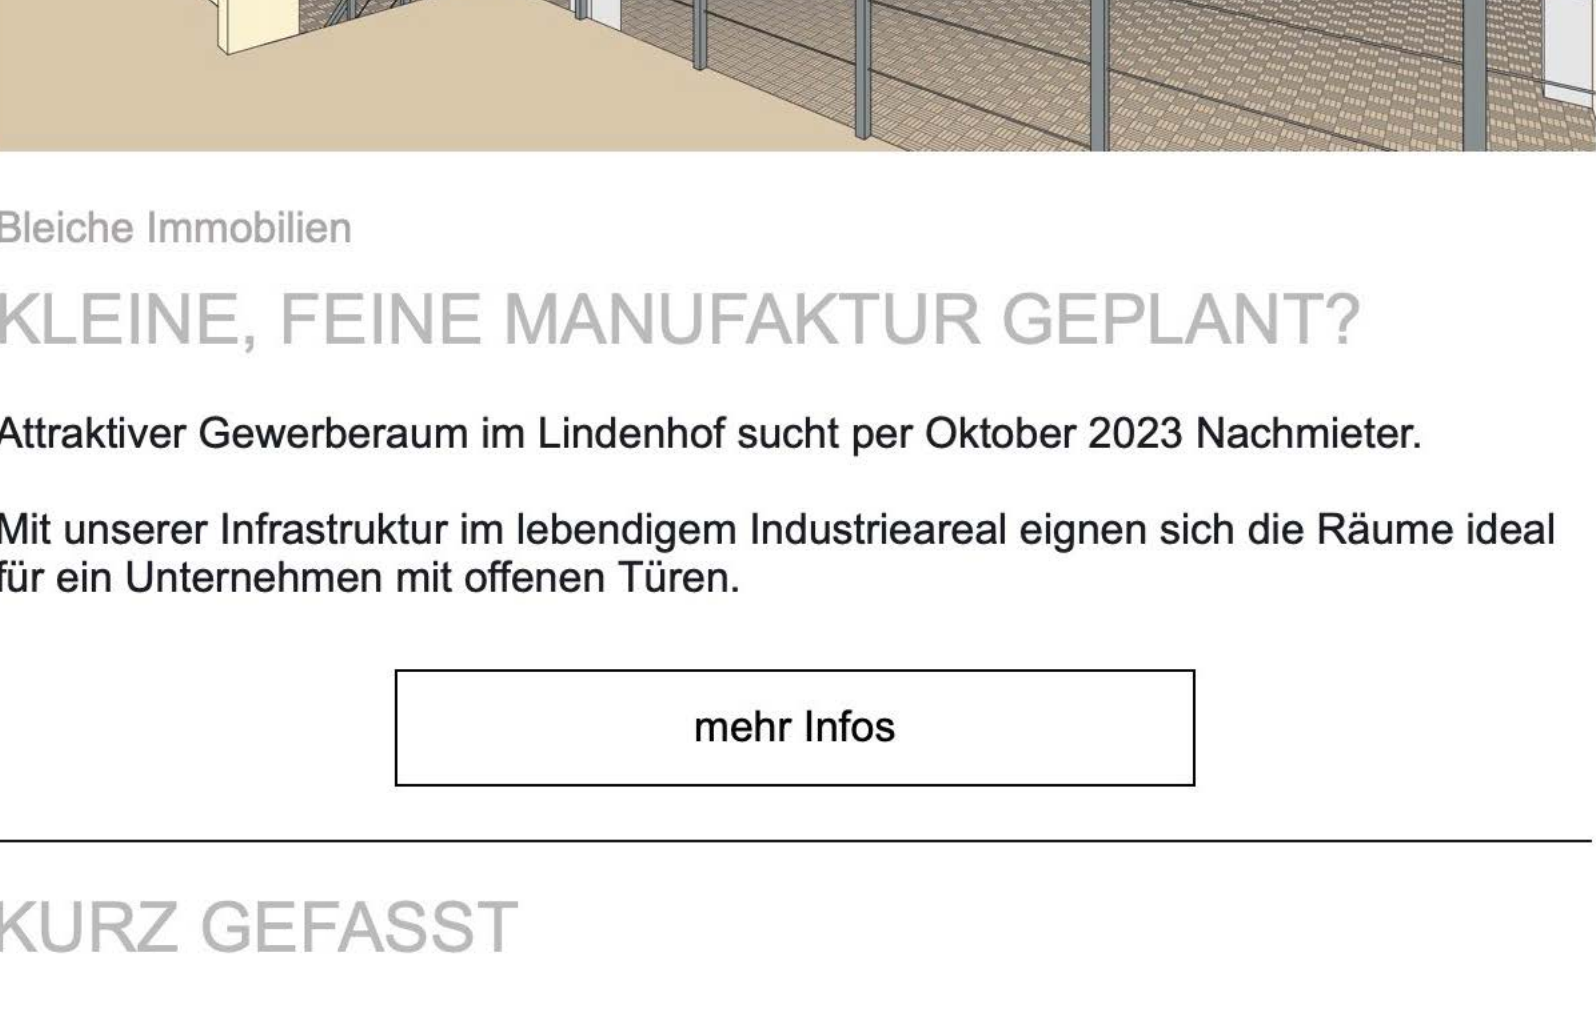 Bleiche Immobilien
KLEINE, FEINE MANUFAKTUR GEPLANT?
Attraktiver Gewerberaum im Lindenhof sucht per Oktober 2023 Nachmieter.
Mit unserer Infrastruktur im lebendigem Industrieareal eignen sich die Räume ideal
für ein Unternehmen mit offenen Türen.
mehr Infos
KURZ GEFASST